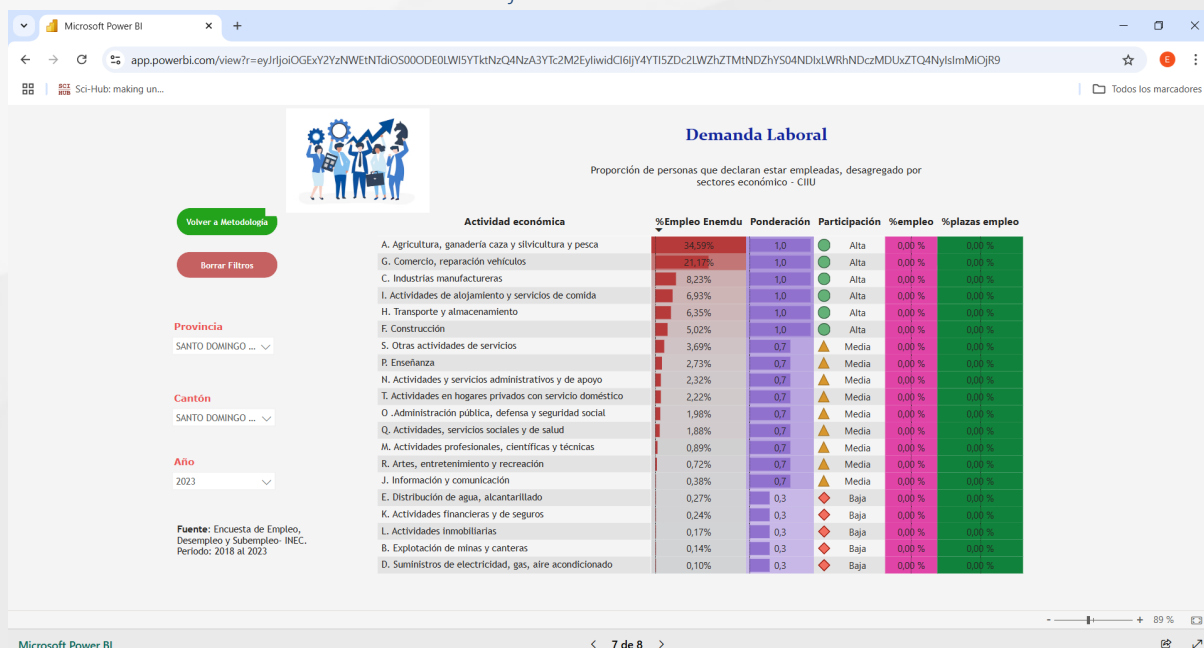 Microsoft Power BI
app.powerbi.com/view?r=eyJrIjoiOGExY2YzNWEtNTdiOS00ODE0LWI5YTktNzQ4NzA3YTc2M2EyIiwidCI6IjY4YTI5ZDc2LWZhZTMtNDZhYS04NDIxLWRhNDczMDUxZTQ4NyIsImMiOjR9
E
SCI HUB Sci-Hub: making un...
Todos los marcadores
Demanda Laboral
Proporción de personas que declaran estar empleadas, desagregado por
sectores económico - CIIU
Volver a Metodología
Borrar Filtros
Provincia
SANTO DOMINGO ...
Cantón
SANTO DOMINGO ...
Año
2023
Fuente: Encuesta de Empleo,
Desempleo y Subempleo- INEC.
Periodo: 2018 al 2023
Actividad económica %Empleo Enemdu Ponderación Participación %empleo %plazas empleo
A. Agricultura, ganadería caza y silvicultura y pesca 34,59% 1,0 Alta 0,00 % 0,00 %
G. Comercio, reparación vehículos 21,17% 1,0 Alta 0,00 % 0,00 %
C. Industrias manufactureras 8,23% 1,0 Alta 0,00 % 0,00 %
I. Actividades de alojamiento y servicios de comida 6,93% 1,0 Alta 0,00 % 0,00 %
H. Transporte y almacenamiento 6,35% 1,0 Alta 0,00 % 0,00 %
F. Construcción 5,02% 1,0 Alta 0,00 % 0,00 %
S. Otras actividades de servicios 3,69% 0,7 Media 0,00 % 0,00 %
P. Enseñanza 2,73% 0,7 Media 0,00 % 0,00 %
N. Actividades y servicios administrativos y de apoyo 2,32% 0,7 Media 0,00 % 0,00 %
T. Actividades en hogares privados con servicio doméstico 2,22% 0,7 Media 0,00 % 0,00 %
O .Administración pública, defensa y seguridad social 1,98% 0,7 Media 0,00 % 0,00 %
Q. Actividades, servicios sociales y de salud 1,88% 0,7 Media 0,00 % 0,00 %
M. Actividades profesionales, científicas y técnicas 0,89% 0,7 Media 0,00 % 0,00 %
R. Artes, entretenimiento y recreación 0,72% 0,7 Media 0,00 % 0,00 %
J. Información y comunicación 0,38% 0,7 Media 0,00 % 0,00 %
E. Distribución de agua, alcantarillado 0,27% 0,3 Baja 0,00 % 0,00 %
K. Actividades financieras y de seguros 0,24% 0,3 Baja 0,00 % 0,00 %
L. Actividades inmobiliarias 0,17% 0,3 Baja 0,00 % 0,00 %
B. Explotación de minas y canteras 0,14% 0,3 Baja 0,00 % 0,00 %
D. Suministros de electricidad, gas, aire acondicionado 0,10% 0,3 Baja 0,00 % 0,00 %
- + 89 %
Microsoft Power BI
7 de 8